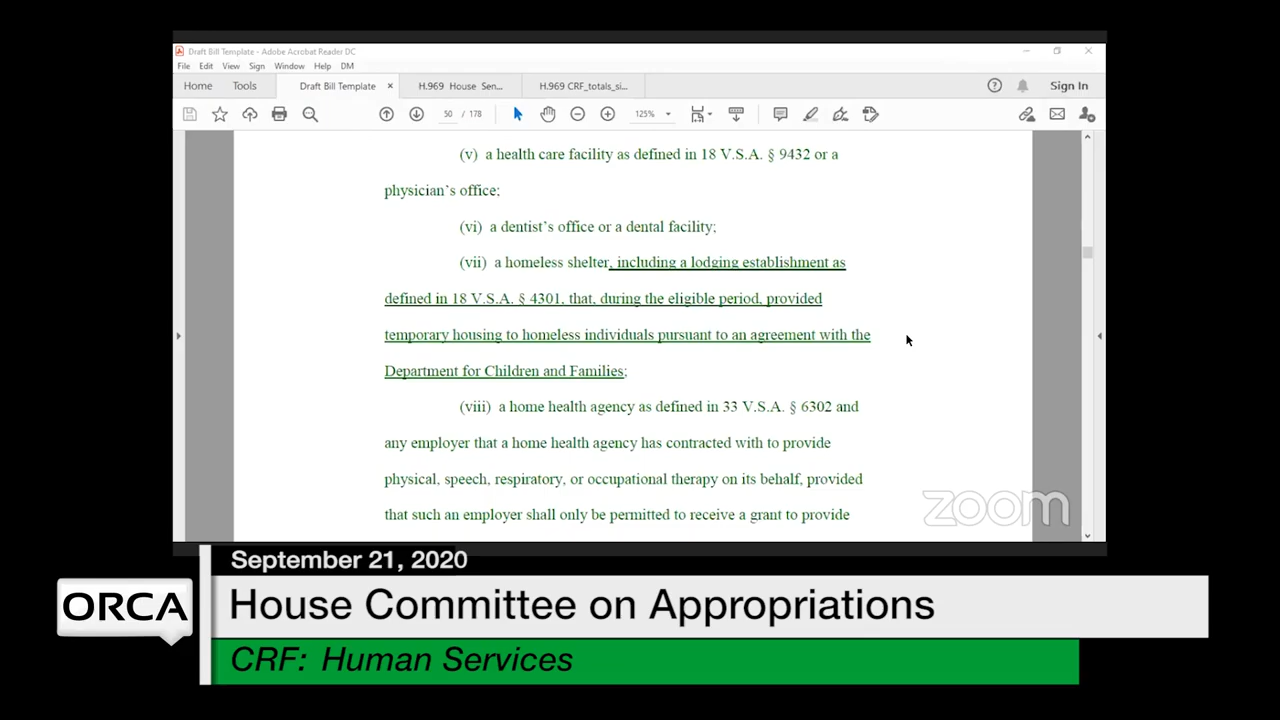 Draft Bill Template - Adobe Acrobat Reader DC
File Edit View Sign Window Help DM
Home Tools Draft Bill Template × H.969 House Sen... H.969 CRF_totals_si... ? Sign In
50 / 178 125%
(v) a health care facility as defined in 18 V.S.A. § 9432 or a
physician's office;
(vi) a dentist's office or a dental facility;
(vii) a homeless shelter, including a lodging establishment as
defined in 18 V.S.A. § 4301, that, during the eligible period, provided
temporary housing to homeless individuals pursuant to an agreement with the
Department for Children and Families;
(viii) a home health agency as defined in 33 V.S.A. § 6302 and
any employer that a home health agency has contracted with to provide
physical, speech, respiratory, or occupational therapy on its behalf, provided
that such an employer shall only be permitted to receive a grant to provide
zoom
September 21, 2020
ORCA
House Committee on Appropriations
CRF: Human Services